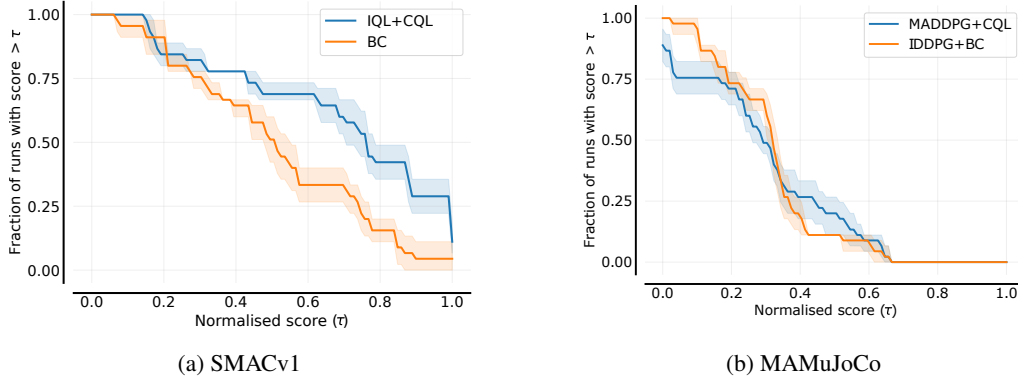 Fraction of runs with score > τ
1.00
0.75
0.50
0.25
0.00
IQL+CQL
BC
0.0 0.2 0.4 0.6 0.8 1.0
Normalised score (τ)
(a) SMACv1
Fraction of runs with score > τ
1.00
0.75
0.50
0.25
0.00
MADDPG+CQL
IDDPG+BC
0.0 0.2 0.4 0.6 0.8 1.0
Normalised score (τ)
(b) MAMuJoCo